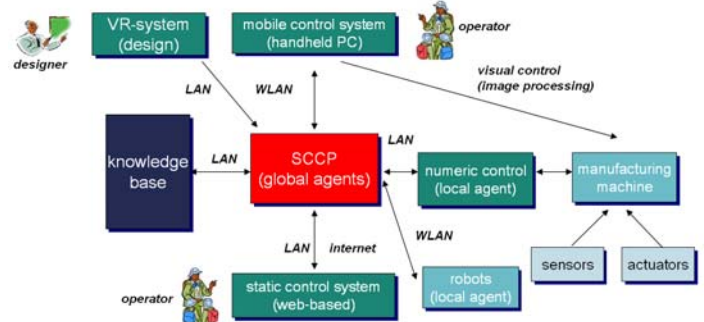 VR-system
(design)
mobile control system
(handheld PC)
operator
designer
visual control
(image processing)
LAN
WLAN
knowledge
base
LAN
SCCP
(global agents)
LAN
numeric control
(local agent)
manufacturing
machine
LAN
internet
WLAN
sensors
actuators
operator
static control system
(web-based)
robots
(local agent)